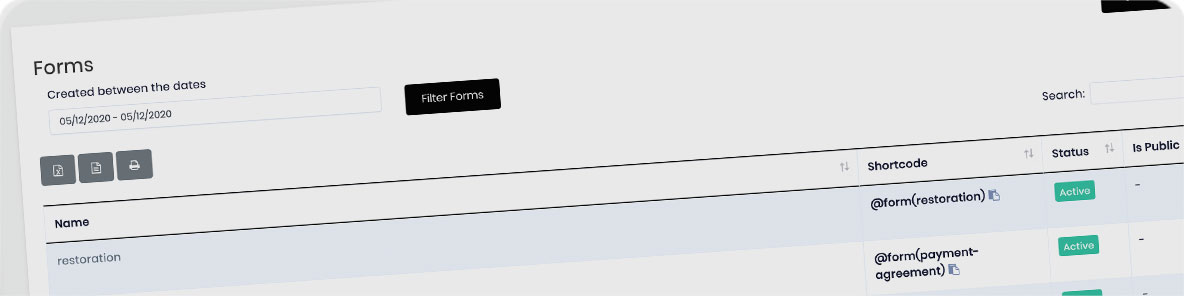 Forms
Created between the dates
05/12/2020 - 05/12/2020
Filter Forms
Search:
Name
Shortcode
Status
Is Public
restoration
@form(restoration)
Active
-
@form(payment-
agreement)
Active
-
-